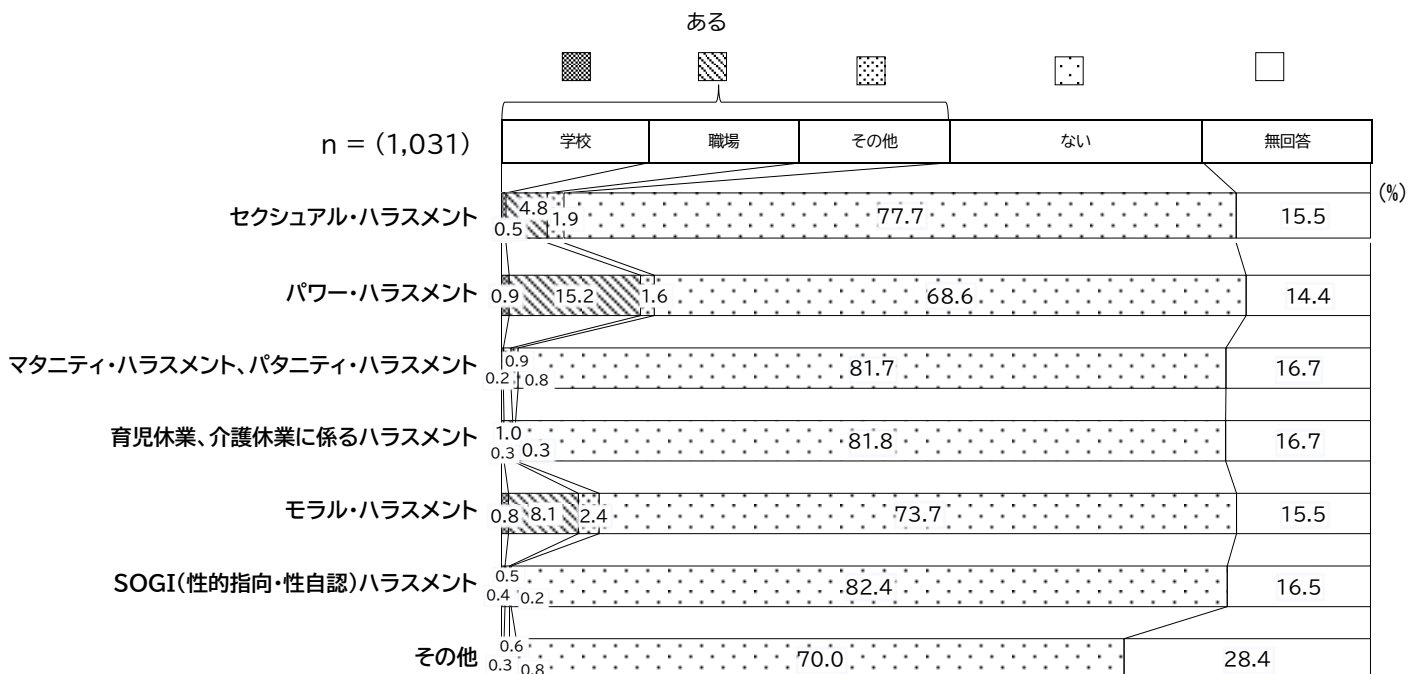 ある
n = (1,031) 学校 職場 その他 ない 無回答
(%)
セクシュアル・ハラスメント 0.5 4.8 1.9 77.7 15.5
パワー・ハラスメント 0.9 15.2 1.6 68.6 14.4
マタニティ・ハラスメント、パタニティ・ハラスメント 0.2 0.9 0.8 81.7 16.7
育児休業、介護休業に係るハラスメント 0.3 1.0 0.3 81.8 16.7
モラル・ハラスメント 0.8 8.1 2.4 73.7 15.5
SOGI(性的指向・性自認)ハラスメント 0.4 0.5 0.2 82.4 16.5
その他 0.3 0.6 0.8 70.0 28.4